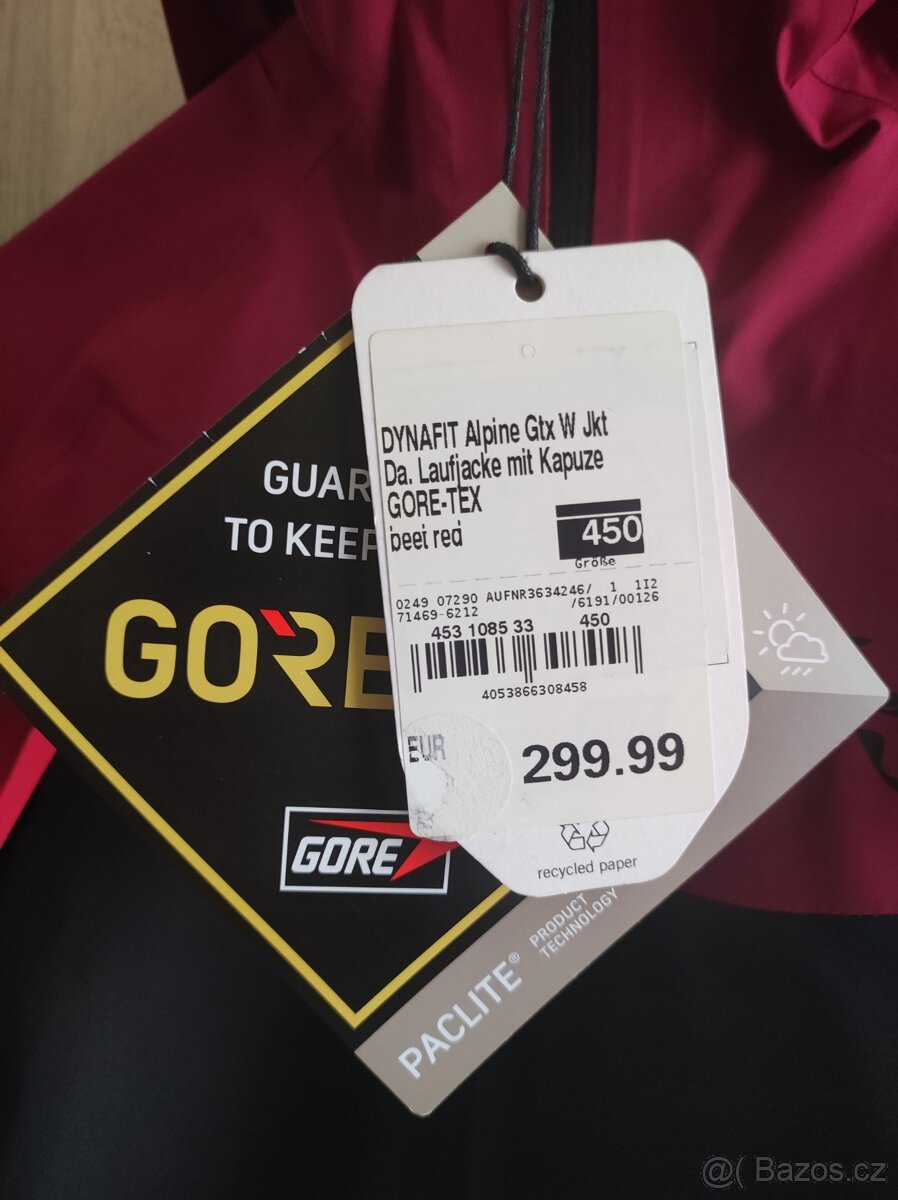 DYNAFIT Alpine Gtx W Jkt
Da. Laufjacke mit Kapuze
GORE-TEX
beet red
450
Größe
0249 07290 AUFNR3634246/ 1 1I2
71469-6212 /6191/00126
453 1085 33 450
4053866308458
EUR 299.99
recycled paper
GUAR
TO KEEP
GORE
GORE
PACLITE®
PRODUCT
TECHNOLOGY
@( Bazos.cz